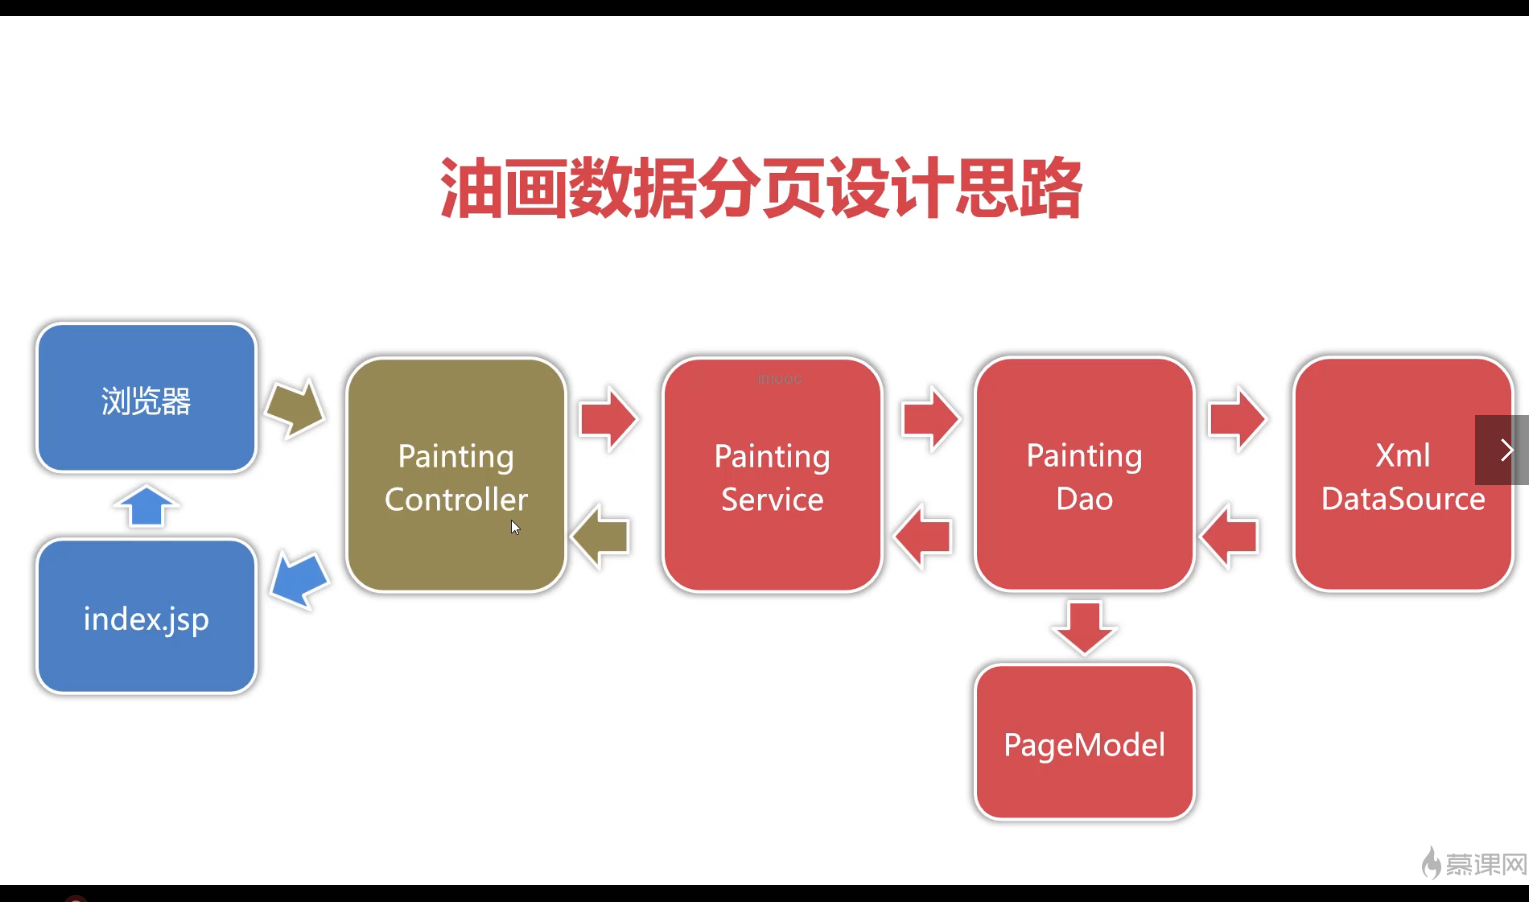 油画数据分页设计思路
浏览器
Painting
Controller
imooc
Painting
Service
Painting
Dao
Xml
DataSource
index.jsp
PageModel
慕课网